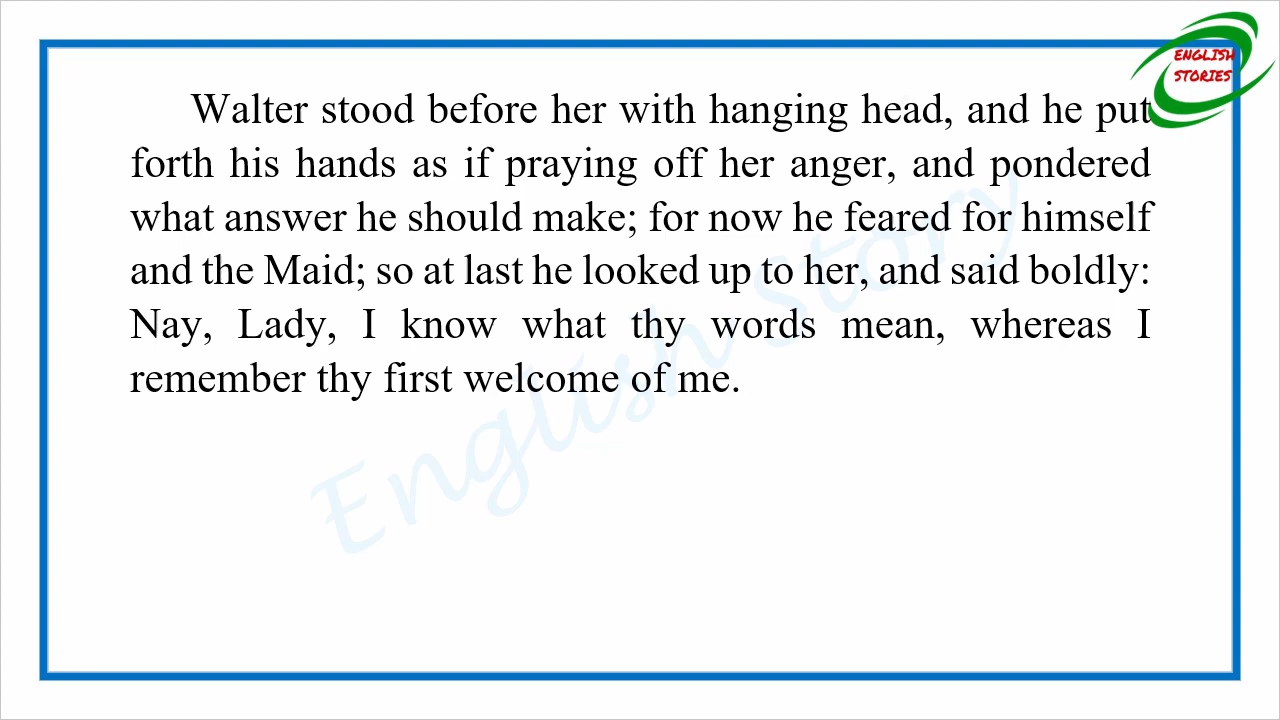 ENGLISH
STORIES
Walter stood before her with hanging head, and he put
forth his hands as if praying off her anger, and pondered
what answer he should make; for now he feared for himself
and the Maid; so at last he looked up to her, and said boldly:
Nay, Lady, I know what thy words mean, whereas I
remember thy first welcome of me.
English Story